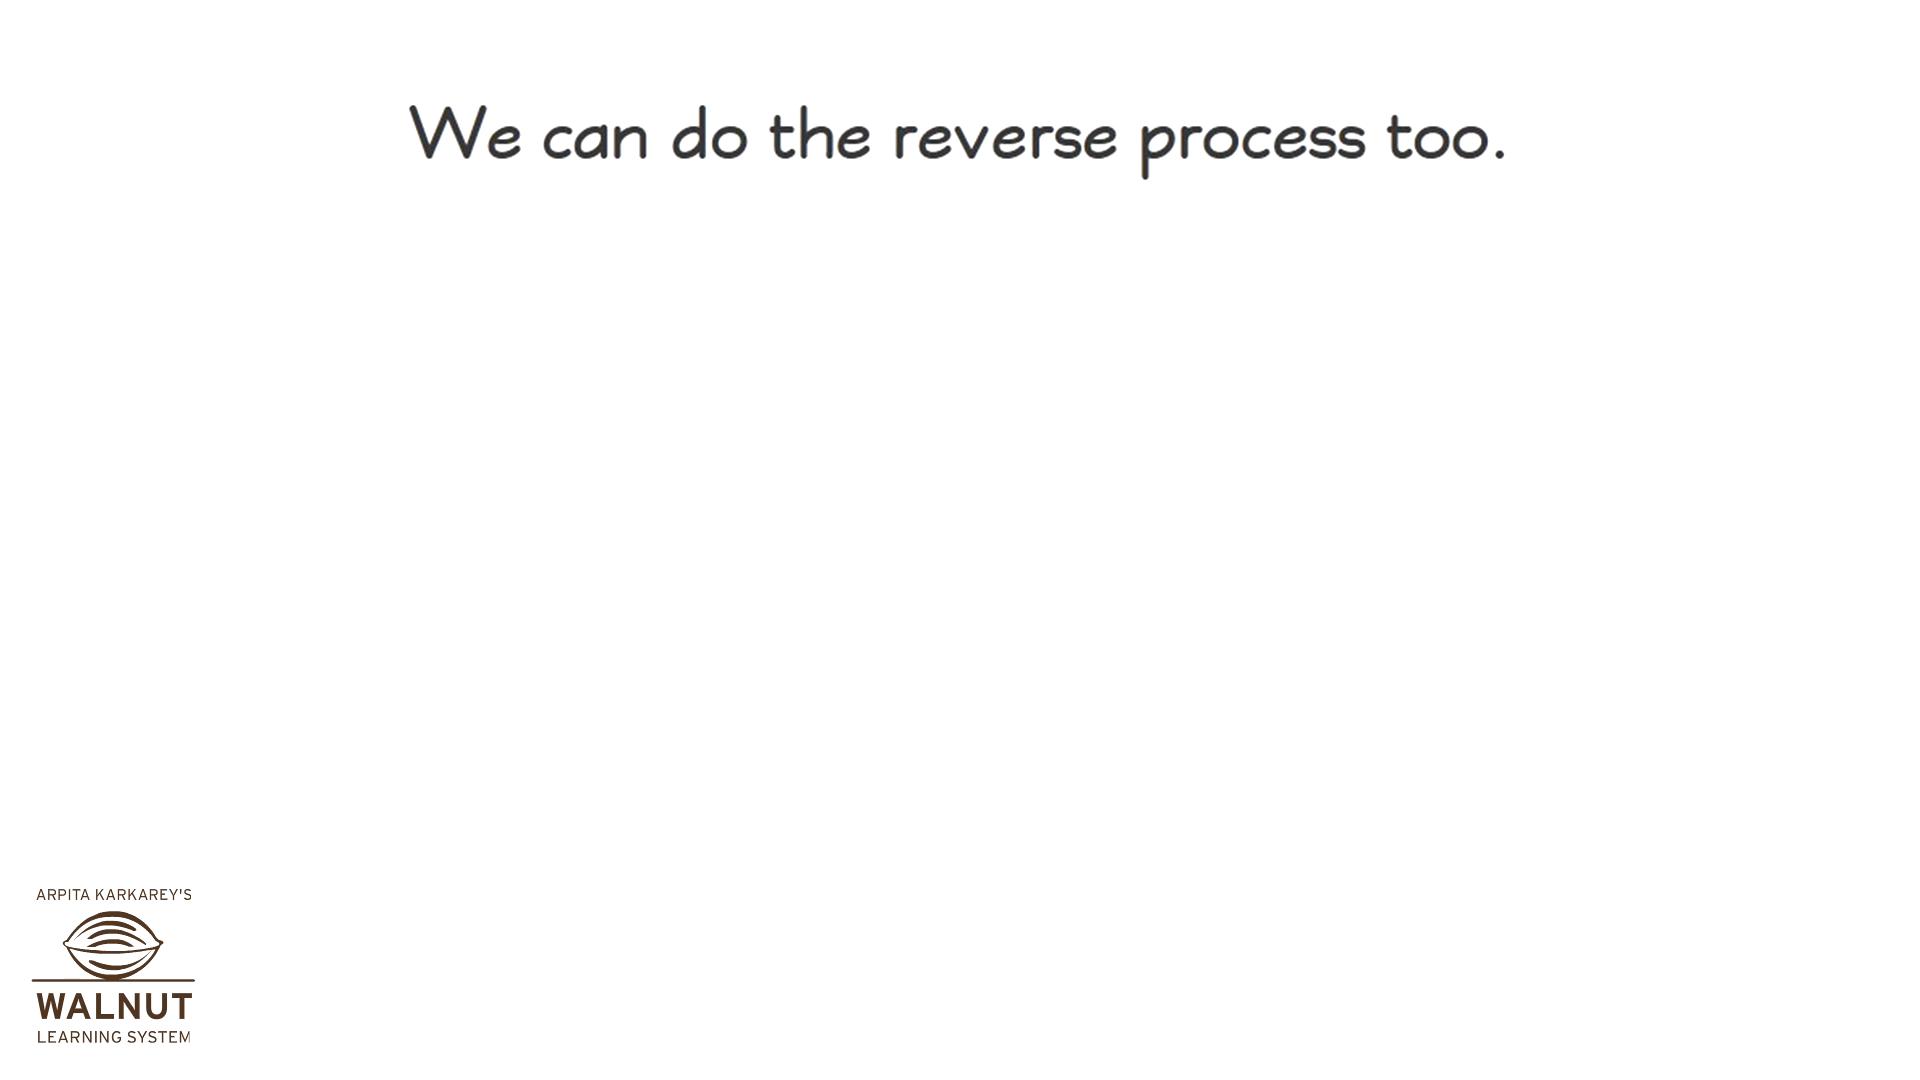 We can do the reverse process too.
ARPITA KARKAREY'S
WALNUT
LEARNING SYSTEM